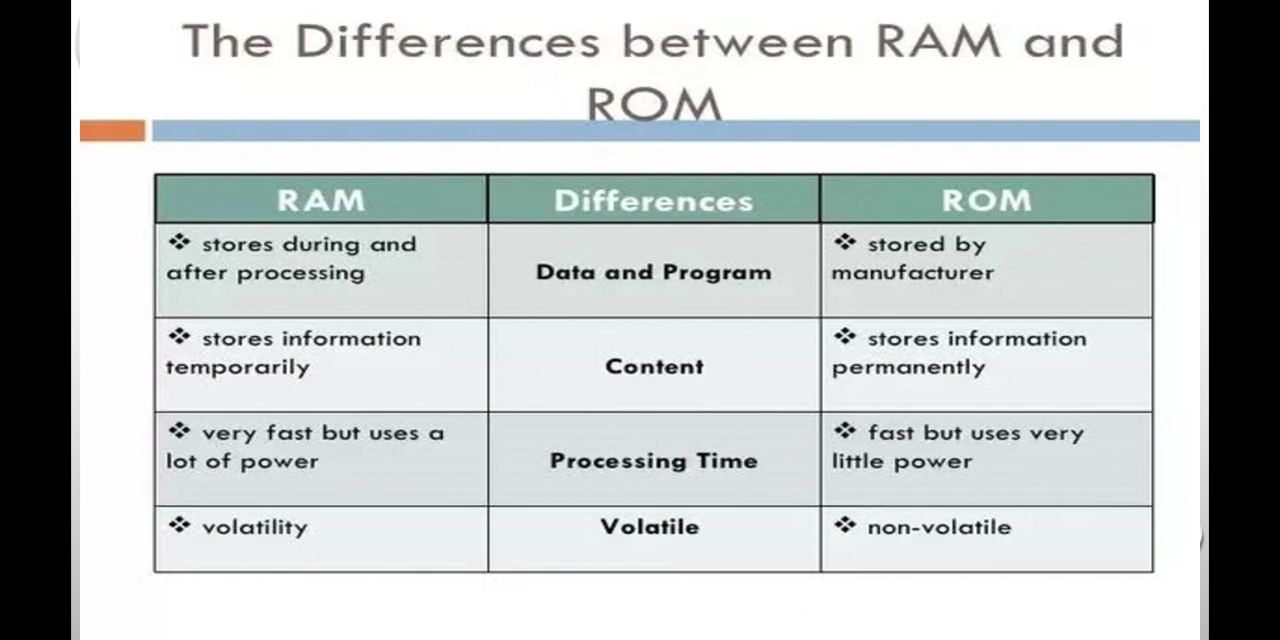 The Differences between RAM and
ROM
RAM
Differences
ROM
❖ stores during and
after processing
Data and Program
❖ stored by
manufacturer
❖ stores information
temporarily
Content
❖ stores information
permanently
❖ very fast but uses a
lot of power
Processing Time
❖ fast but uses very
little power
❖ volatility
Volatile
❖ non-volatile